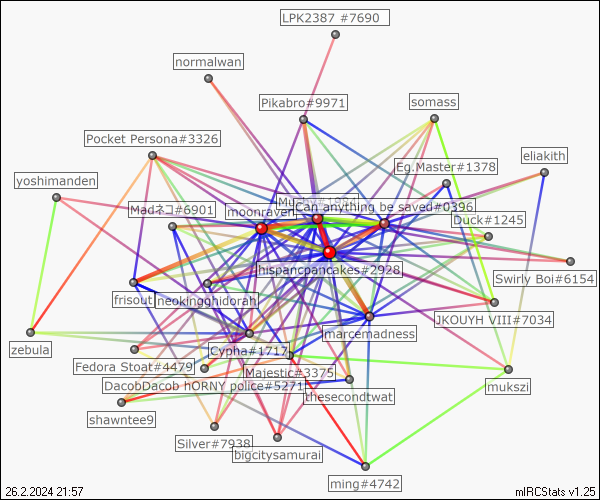 LPK2387 #7690
normalwan
Pikabro#9971
somass
Pocket Persona#3326
Eg.Master#1378
eliakith
yoshimanden
Can anything be saved#0396
Madネコ#6901
moonraven
Duck#1245
hispancpancakes#2928
Swirly Boi#6154
frisout
neokingghidorah
JKOUYH VIII#7034
jmarcemadness
zebula
Cypha#1717
Fedora Stoat#4479
Majestic#3375
DacobDacob hORNY police#5271
mukszi
thesecondtwat
shawntee9
Silver#7938
bigcitysamurai
ming#4742
26.2.2024 21:57
mIRCStats v1.25